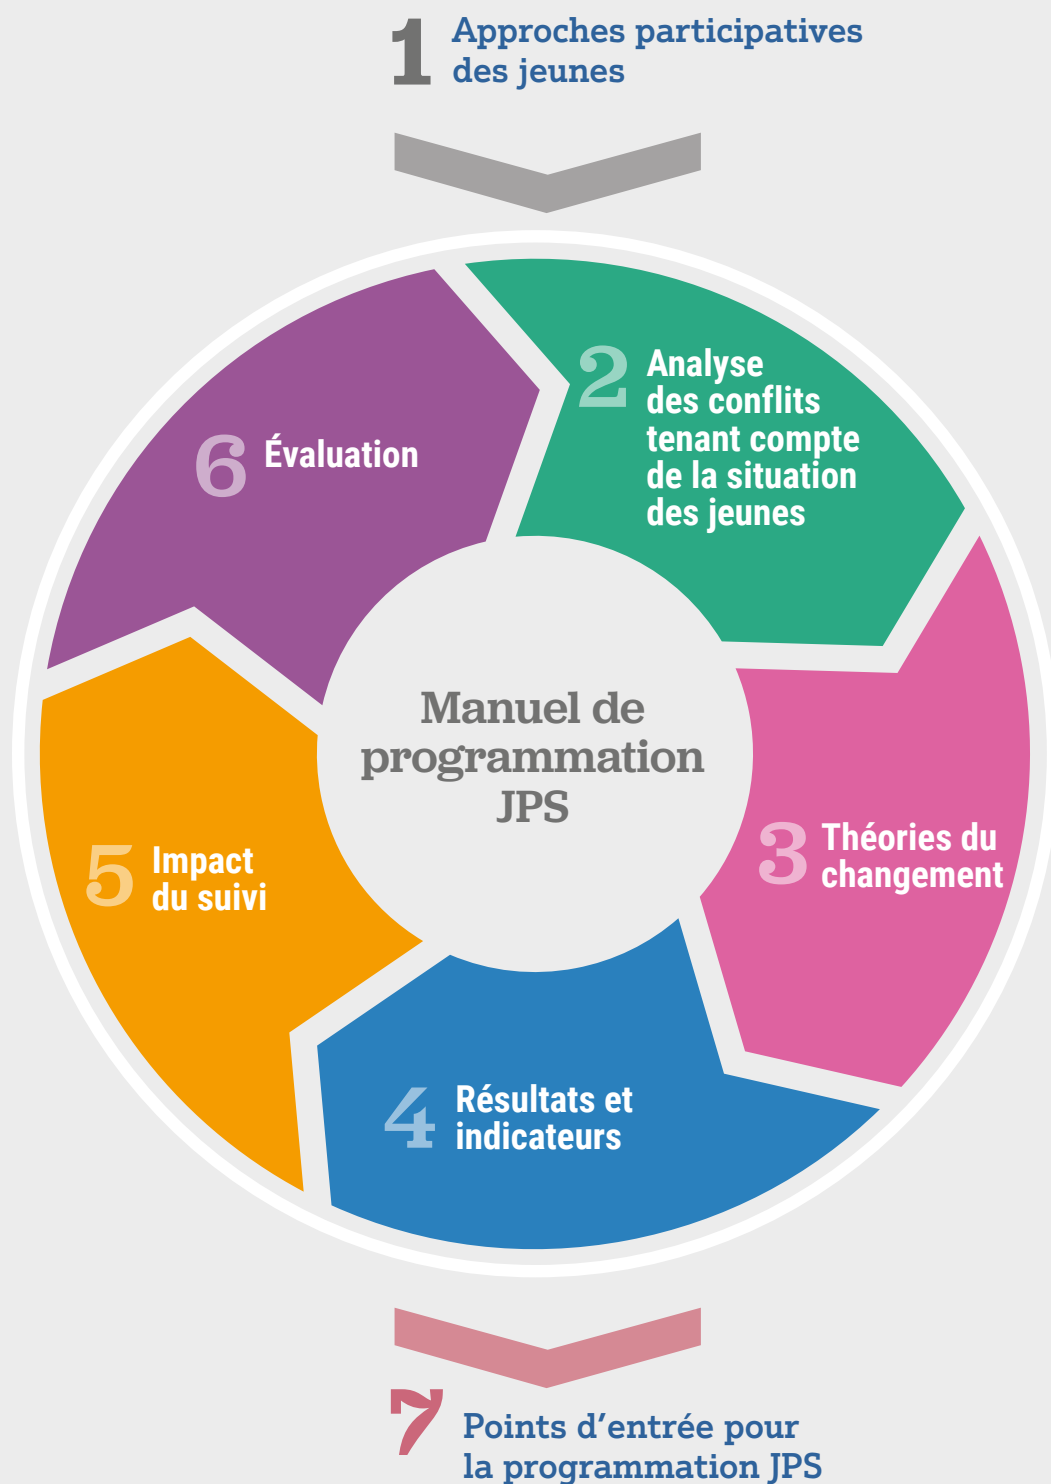 1 Approches participatives
des jeunes
2 Analyse
des conflits
tenant compte
de la situation
des jeunes
3 Théories du
changement
4 Résultats et
indicateurs
5 Impact
du suivi
6 Évaluation
Manuel de
programmation
JPS
7 Points d’entrée pour
la programmation JPS